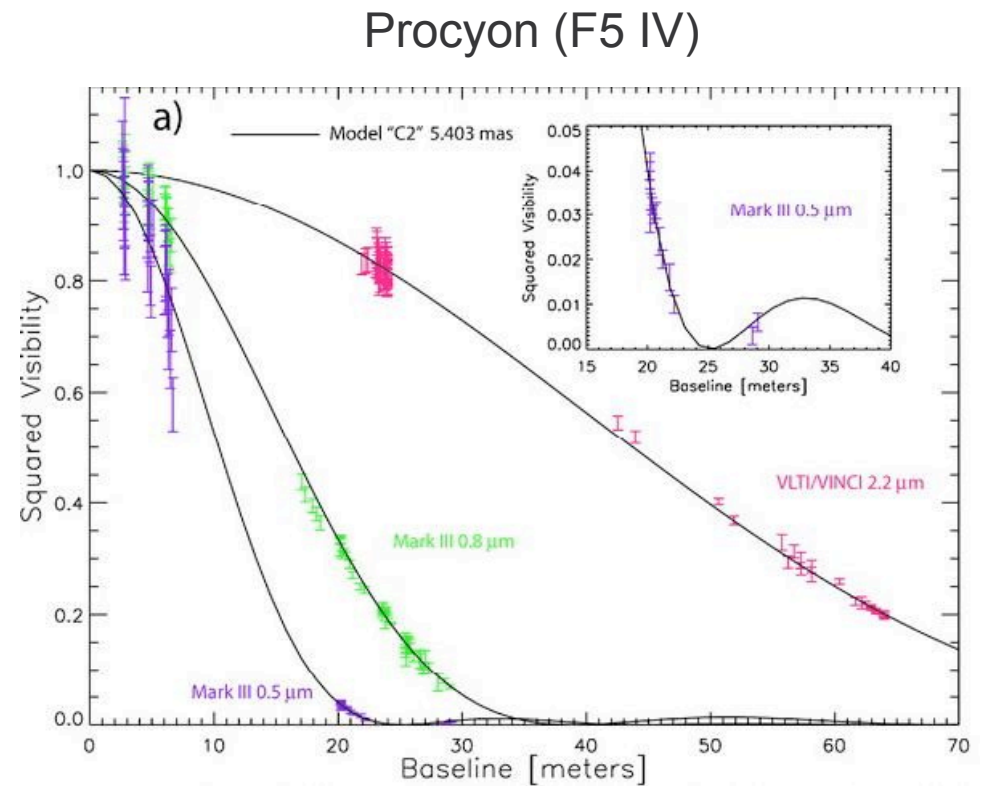 Procyon (F5 IV)
a)
Model "C2" 5.403 mas
1.0
0.8
0.6
0.4
0.2
0.0
Squared Visibility
0 10 20 30 40 50 60 70
Baseline [meters]
0.05
0.04
0.03
0.02
0.01
0.00
Squared Visibility
Mark III 0.5 μm
15 20 25 30 35 40
Baseline [meters]
VLTI/VINCI 2.2 μm
Mark III 0.8 μm
Mark III 0.5 μm